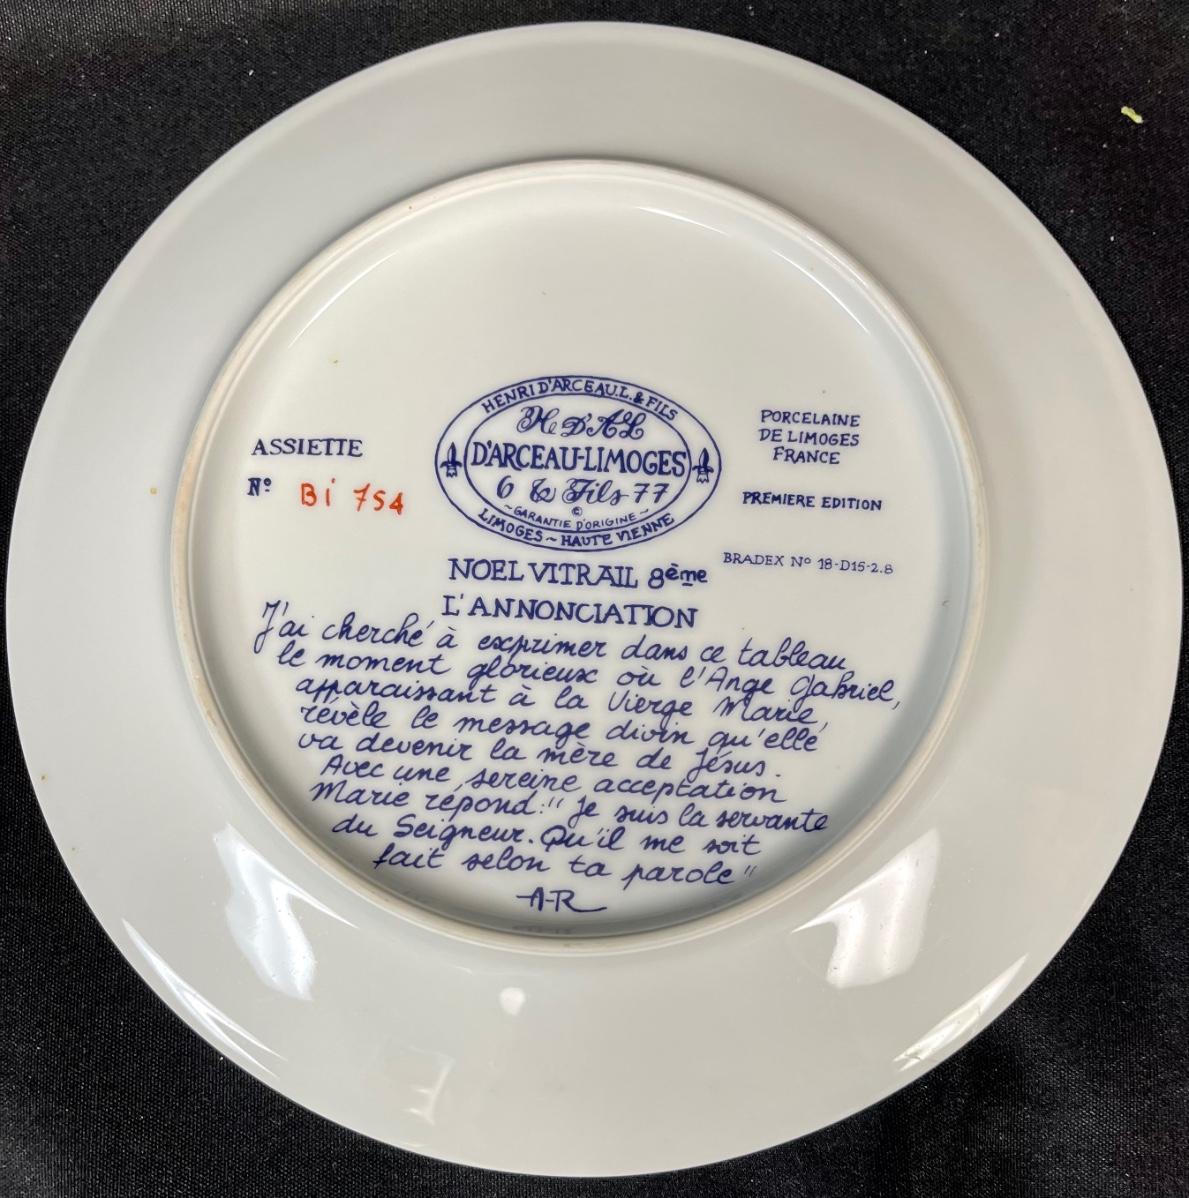 HENRI D'ARCEAU.L.& FILS
H D'AL
D'ARCEAU-LIMOGES
6 & Fils 77
©
~GARANTIE D'ORIGINE~
LIMOGES ~ HAUTE VIENNE
ASSIETTE
Nº Bi 754
PORCELAINE
DE LIMOGES
FRANCE
PREMIERE EDITION
BRADEX Nº 18-D15-2.8
NOEL VITRAIL 8ème
L'ANNONCIATION
J'ai cherché à exprimer dans ce tableau
le moment glorieux où l'Ange Gabriel,
apparaissant à la Vierge Marie,
révèle le message divin qu'elle
va devenir la mère de Jésus.
Avec une sereine acceptation
Marie répond:" Je suis la servante
du Seigneur. Qu'il me soit
fait selon ta parole"
A-R